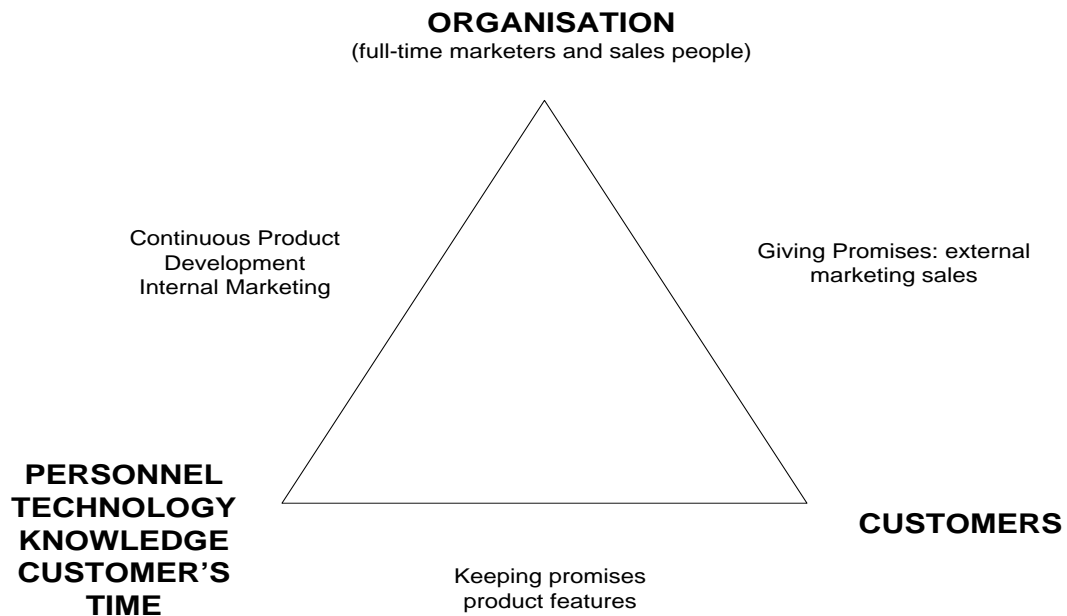 ORGANISATION
(full-time marketers and sales people)
Continuous Product
Development
Internal Marketing
Giving Promises: external
marketing sales
PERSONNEL
TECHNOLOGY
KNOWLEDGE
CUSTOMER'S
TIME
CUSTOMERS
Keeping promises
product features